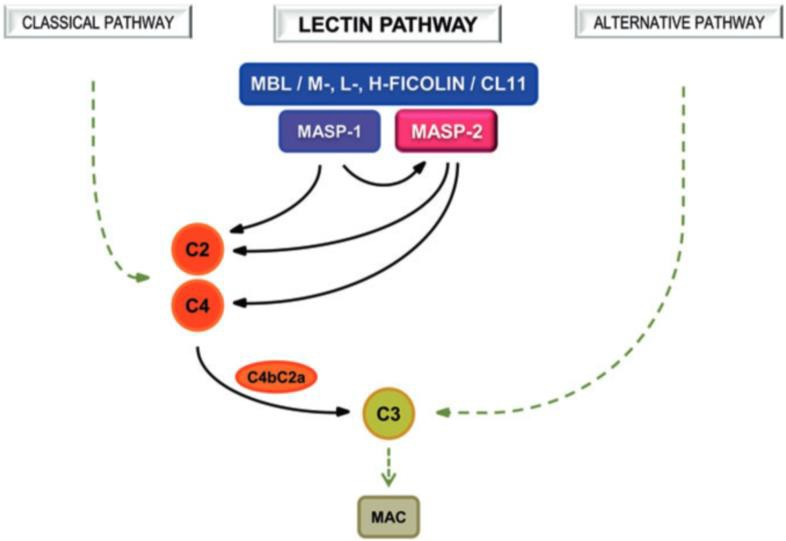 CLASSICAL PATHWAY
LECTIN PATHWAY
ALTERNATIVE PATHWAY
MBL / M-, L-, H-FICOLIN / CL11
MASP-1
MASP-2
C2
C4
C4bC2a
C3
MAC